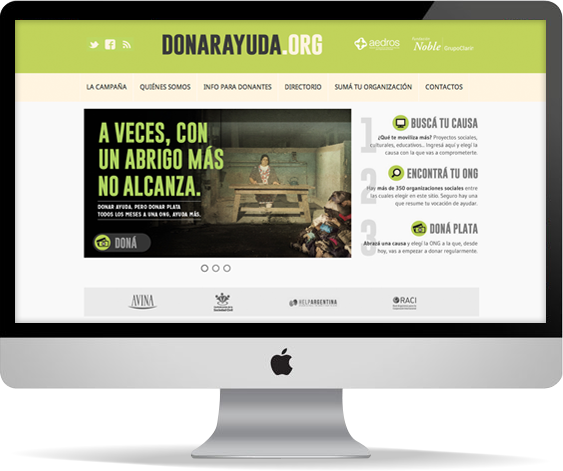 DONARAYUDA.ORG
aedros
Noble
GrupoClarín
LA CAMPAÑA QUIÉNES SOMOS INFO PARA DONANTES DIRECTORIO SUMÁ TU ORGANIZACIÓN CONTACTOS
A VECES, CON
UN ABRIGO MÁS
NO ALCANZA.
DONAR AYUDA, PERO DONAR PLATA
TODOS LOS MESES A UNA ONG, AYUDA MÁS.
DONÁ
1
BUSCÁ TU CAUSA
¿Qué te moviliza más? Proyectos sociales,
culturales, educativos.. Ingresá aquí y elegí la
causa con la que vas a comprometerte.
2
ENCONTRÁ TU ONG
Hay más de 350 organizaciones sociales entre
las cuales elegir en este sitio. Seguro hay una
que resume tu vocación de ayudar.
3
DONÁ PLATA
Abrazá una causa y elegí la ONG a la que, desde
hoy, vas a empezar a donar regularmente.
AVINA
Sociedad Civil
HELPARGENTINA
RACI